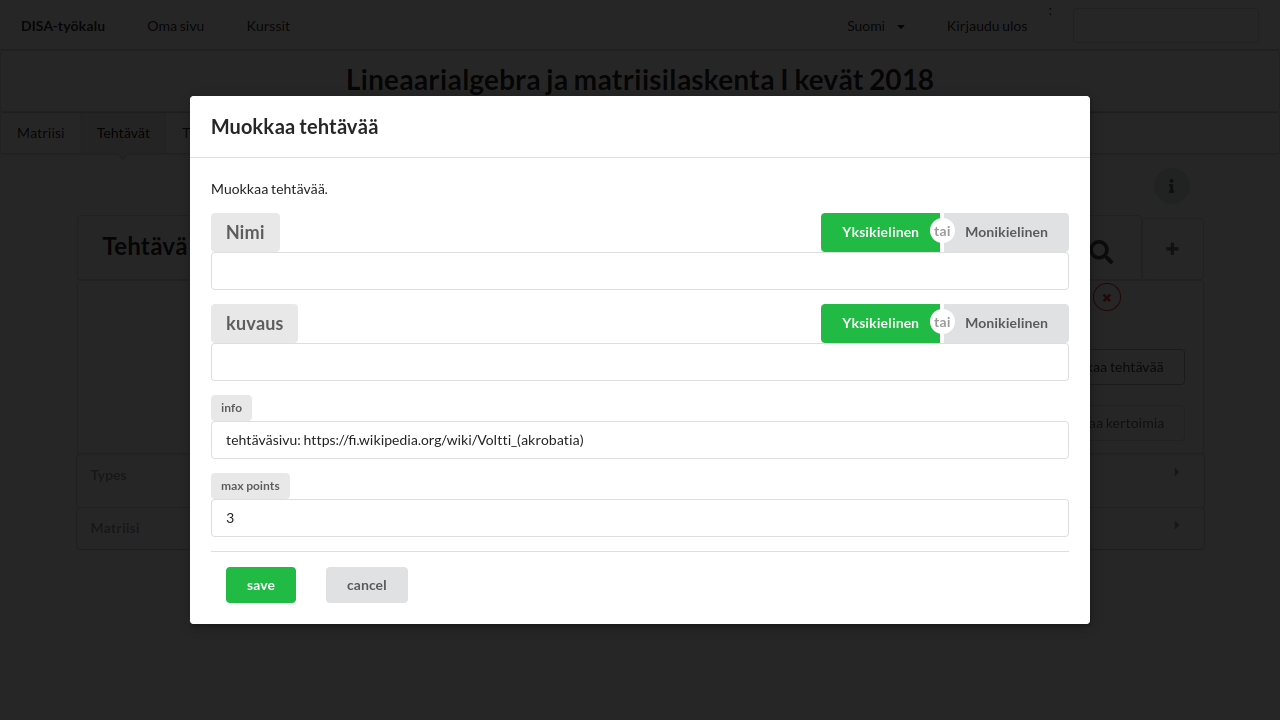 DISA-työkalu Oma sivu Kurssit Suomi Kirjaudu ulos :
Lineaarialgebra ja matriisilaskenta I kevät 2018
Matriisi Tehtävät
Muokkaa tehtävää
Muokkaa tehtävää.
Nimi Yksikielinen tai Monikielinen
kuvaus Yksikielinen tai Monikielinen
info
tehtäväsivu: https://fi.wikipedia.org/wiki/Voltti_(akrobatia)
max points
3
save cancel
Tehtävä
tehtävää
kertoimia
Types
Matriisi